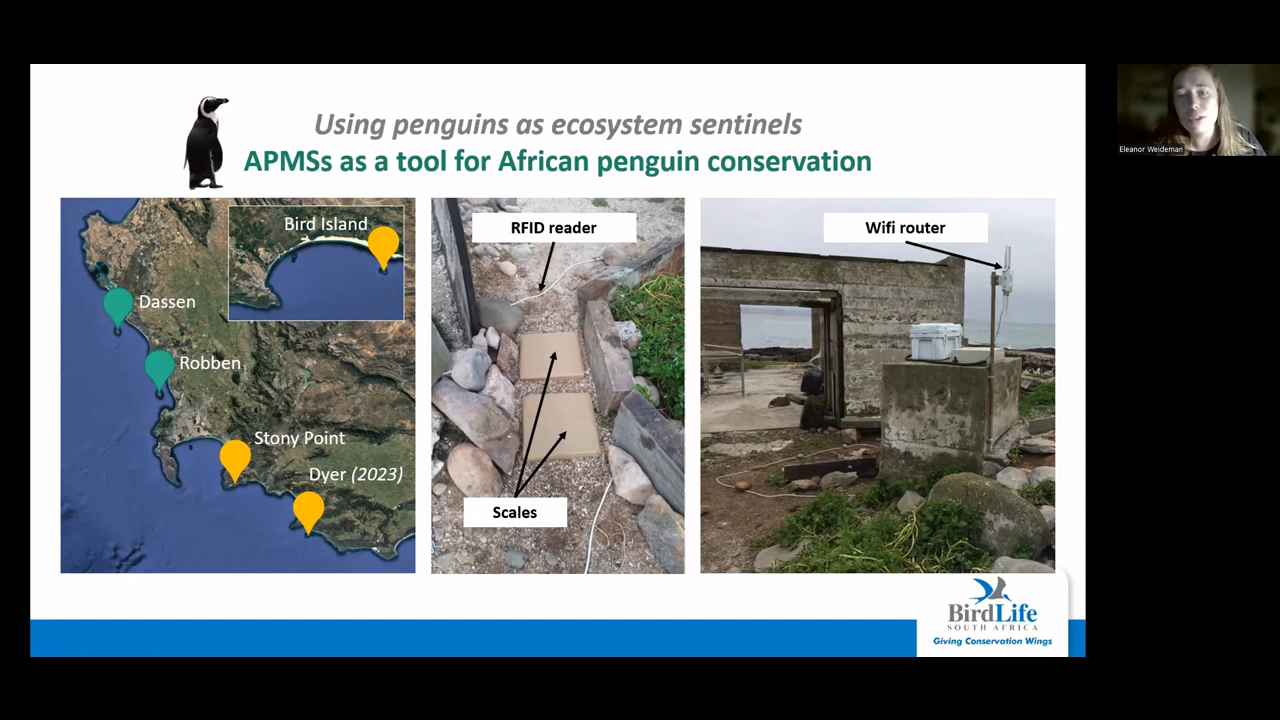 Using penguins as ecosystem sentinels
APMSs as a tool for African penguin conservation
Bird Island
Dassen
Robben
Stony Point
Dyer (2023)
RFID reader
Scales
Wifi router
BirdLife
SOUTH AFRICA
Giving Conservation Wings
Eleanor Weideman